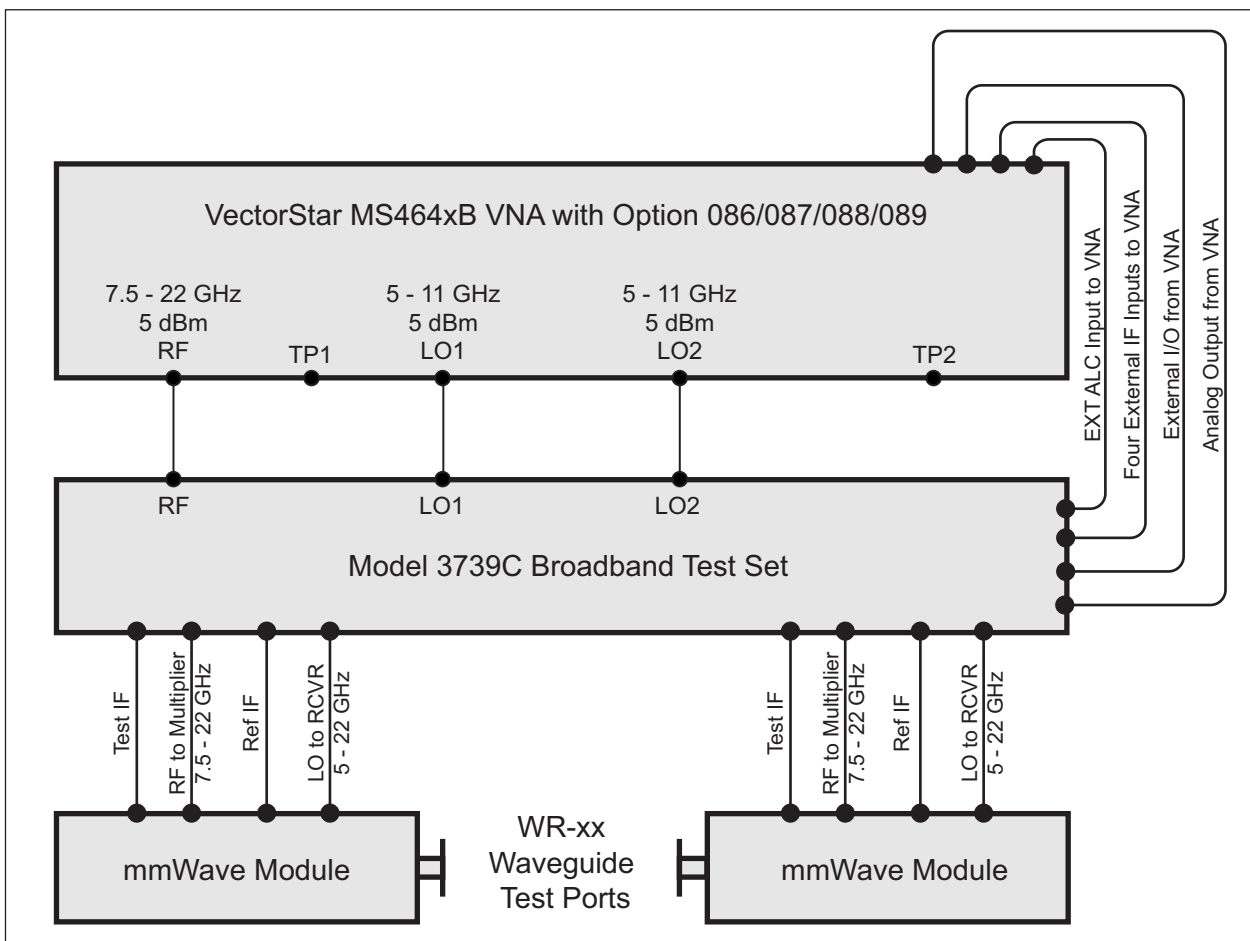 VectorStar MS464xB VNA with Option 086/087/088/089
7.5 - 22 GHz
5 dBm
RF
TP1
5 - 11 GHz
5 dBm
LO1
5 - 11 GHz
5 dBm
LO2
TP2
EXT ALC Input to VNA
Four External IF Inputs to VNA
External I/O from VNA
Analog Output from VNA
RF
LO1
LO2
Model 3739C Broadband Test Set
Test IF
RF to Multiplier
7.5 - 22 GHz
Ref IF
LO to RCVR
5 - 22 GHz
Test IF
RF to Multiplier
7.5 - 22 GHz
Ref IF
LO to RCVR
5 - 22 GHz
mmWave Module
WR-xx
Waveguide
Test Ports
mmWave Module